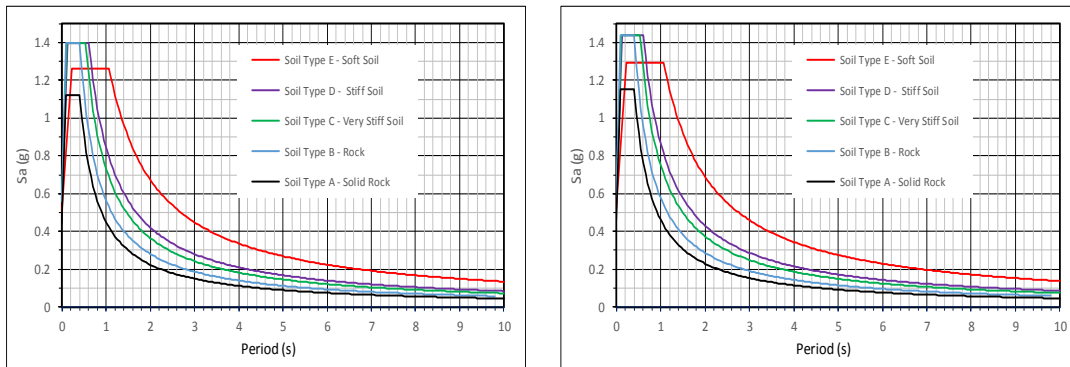 1.4
1.2
1
0.8
0.6
0.4
0.2
0
Sa (g)
Soil Type E - Soft Soil
Soil Type D - Stiff Soil
Soil Type C - Very Stiff Soil
Soil Type B - Rock
Soil Type A - Solid Rock
0 1 2 3 4 5 6 7 8 9 10
Period (s)
1.4
1.2
1
0.8
0.6
0.4
0.2
0
Sa (g)
Soil Type E - Soft Soil
Soil Type D - Stiff Soil
Soil Type C - Very Stiff Soil
Soil Type B - Rock
Soil Type A - Solid Rock
0 1 2 3 4 5 6 7 8 9 10
Period (s)